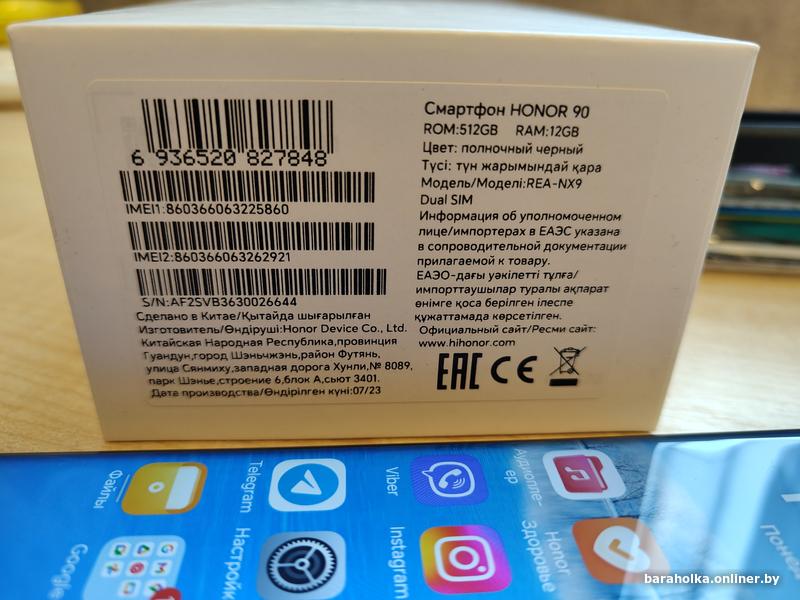 6 936520 827848
IMEI1:860366063225860
IMEI2:860366063262921
S/N:AF2SVB3630026644
Сделано в Китае/Қытайда шығарылған
Изготовитель/Өндіруші:Honor Device Co., Ltd.
Китайская Народная Республика,провинция
Гуандун,город Шэньчжэнь,район Футянь,
улица Сянмиху,западная дорога Хунли,№ 8089,
парк Шэнье,строение 6,блок А,сьют 3401.
Дата производства/Өндірілген күні:07/23
Смартфон HONOR 90
ROM:512GB RAM:12GB
Цвет: полночный черный
Түсі: түн жарымындай қара
Модель/Моделі:REA-NX9
Dual SIM
Информация об уполномоченном
лице/импортерах в ЕАЭС указана
в сопроводительной документации
прилагаемой к товару.
ЕАЭО-дағы уәкілетті тұлға/
импорттаушылар туралы ақпарат
өнімге қоса берілген ілеспе
құжаттамада көрсетілген.
Официальный сайт/Ресми сайт:
www.hihonor.com
EAC CE
Файлы
Telegram
Viber
Аудиопле-
ер
Google
Настройки
Instagram
Honor
Здоровье
Понед
baraholka.onliner.by